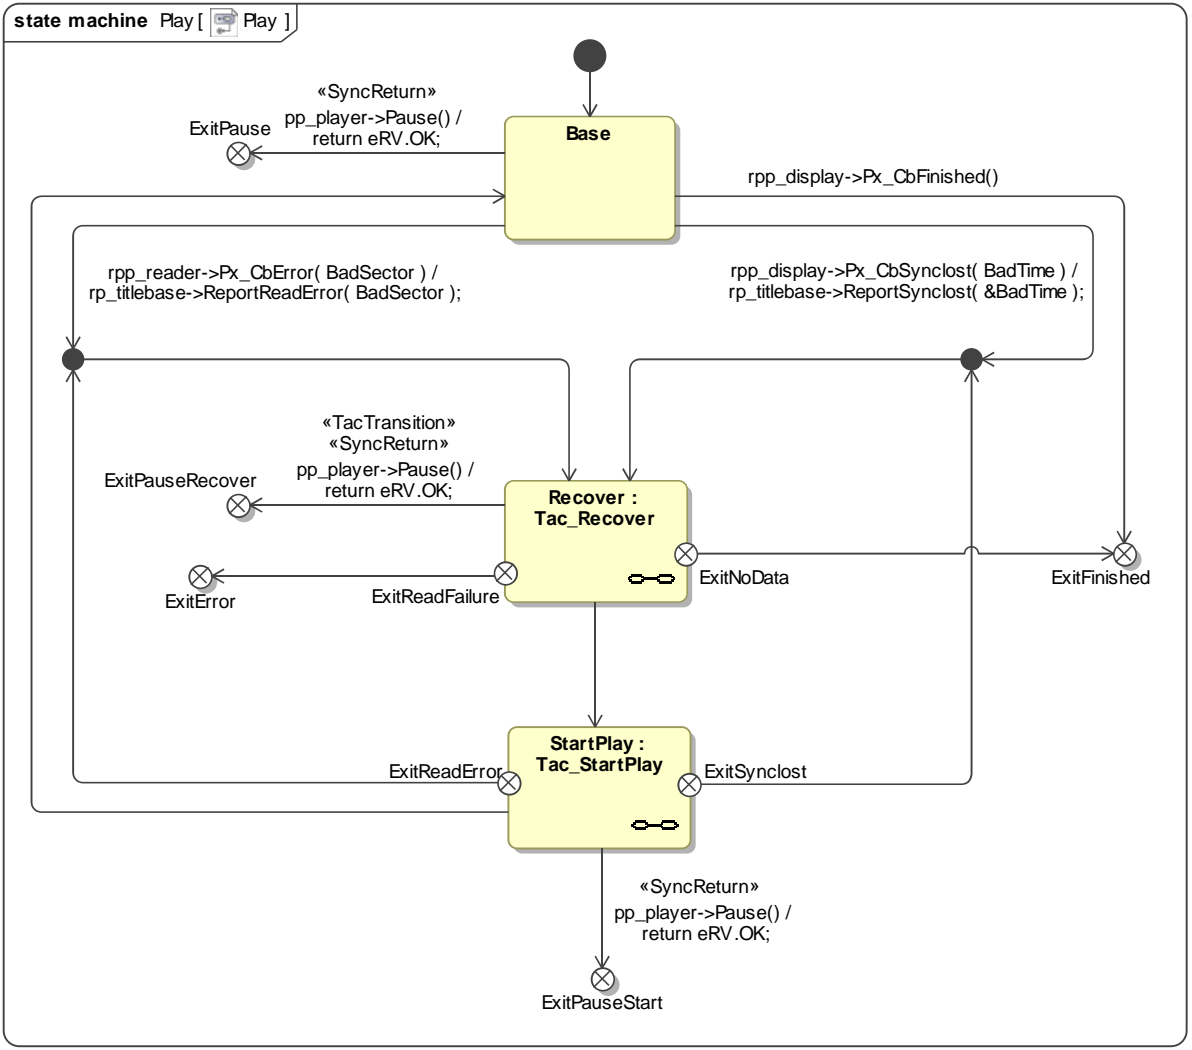 state machine Play [ Play ]
«SyncReturn»
pp_player->Pause() /
return eRV.OK;
ExitPause
Base
rpp_display->Px_CbFinished()
rpp_reader->Px_CbError( BadSector ) /
rp_titlebase->ReportReadError( BadSector );
rpp_display->Px_CbSynclost( BadTime ) /
rp_titlebase->ReportSynclost( &BadTime );
«TacTransition»
«SyncReturn»
pp_player->Pause() /
return eRV.OK;
ExitPauseRecover
Recover :
Tac_Recover
ExitNoData
ExitFinished
ExitReadFailure
ExitError
StartPlay :
Tac_StartPlay
ExitReadError
ExitSynclost
«SyncReturn»
pp_player->Pause() /
return eRV.OK;
ExitPauseStart